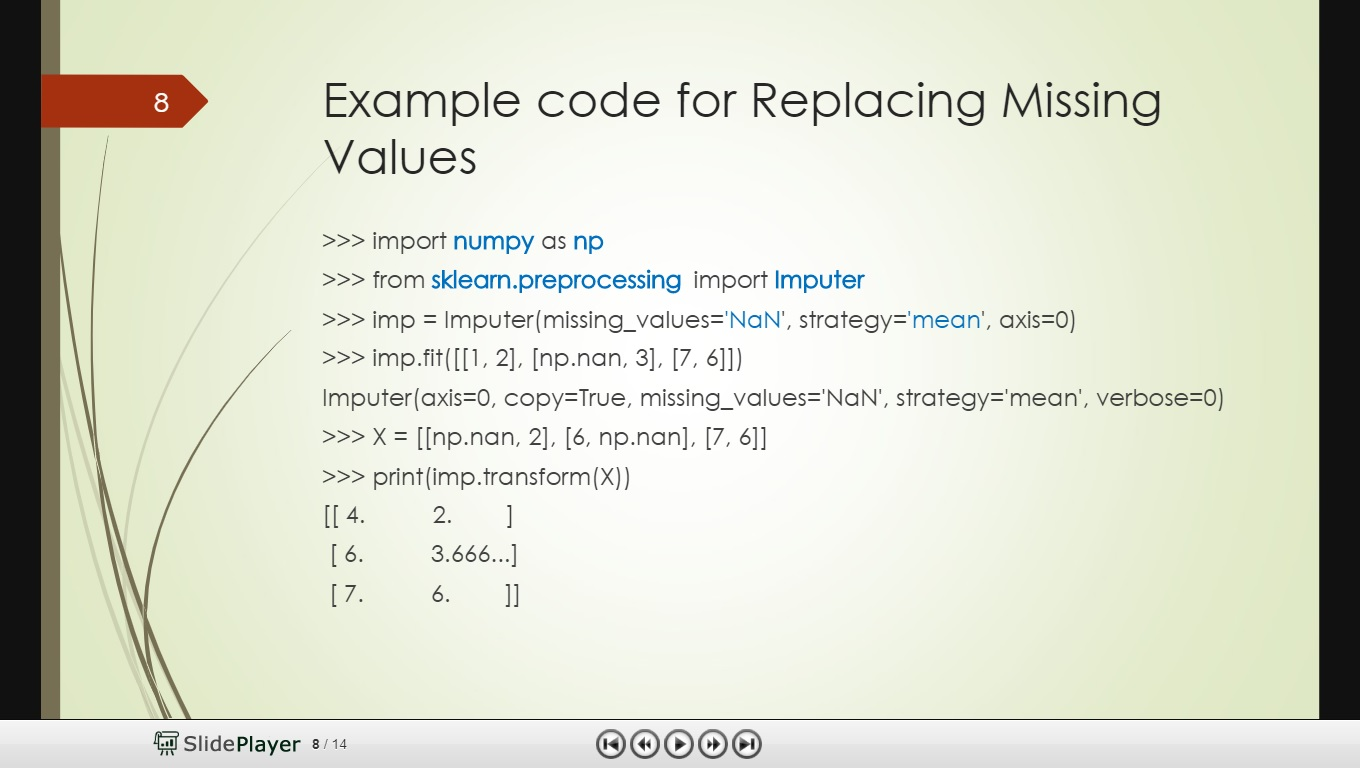 8
Example code for Replacing Missing
Values
>>> import numpy as np
>>> from sklearn.preprocessing import Imputer
>>> imp = Imputer(missing_values='NaN', strategy='mean', axis=0)
>>> imp.fit([[1, 2], [np.nan, 3], [7, 6]])
Imputer(axis=0, copy=True, missing_values='NaN', strategy='mean', verbose=0)
>>> X = [[np.nan, 2], [6, np.nan], [7, 6]]
>>> print(imp.transform(X))
[[ 4. 2. ]
[ 6. 3.666...]
[ 7. 6. ]]
SlidePlayer 8 / 14